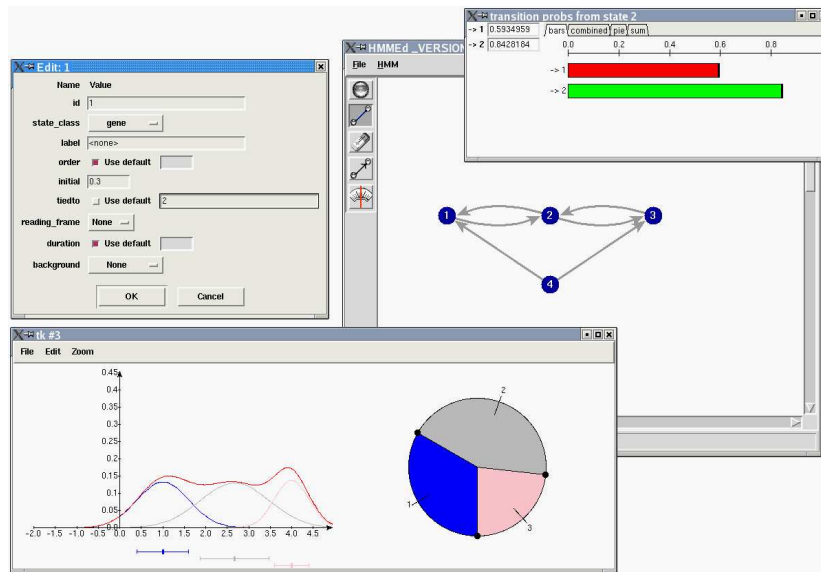 transition probs from state 2
-> 1 0.5934959
-> 2 0.8428184
bars combined pie sum
0.0 0.2 0.4 0.6 0.8
-> 1
-> 2
HMMEd _VERSION
File HMM
1 2 3
4
Edit: 1
Name Value
id 1
state_class gene
label <none>
order Use default
initial 0.3
tiedto Use default 2
reading_frame None
duration Use default
background None
OK Cancel
tk #3
File Edit Zoom
0.45
0.4
0.35
0.3
0.25
0.2
0.15
0.1
0.05
0.0
-2.0 -1.5 -1.0 -0.5 0.0 0.5 1.0 1.5 2.0 2.5 3.0 3.5 4.0 4.5
2
1
3